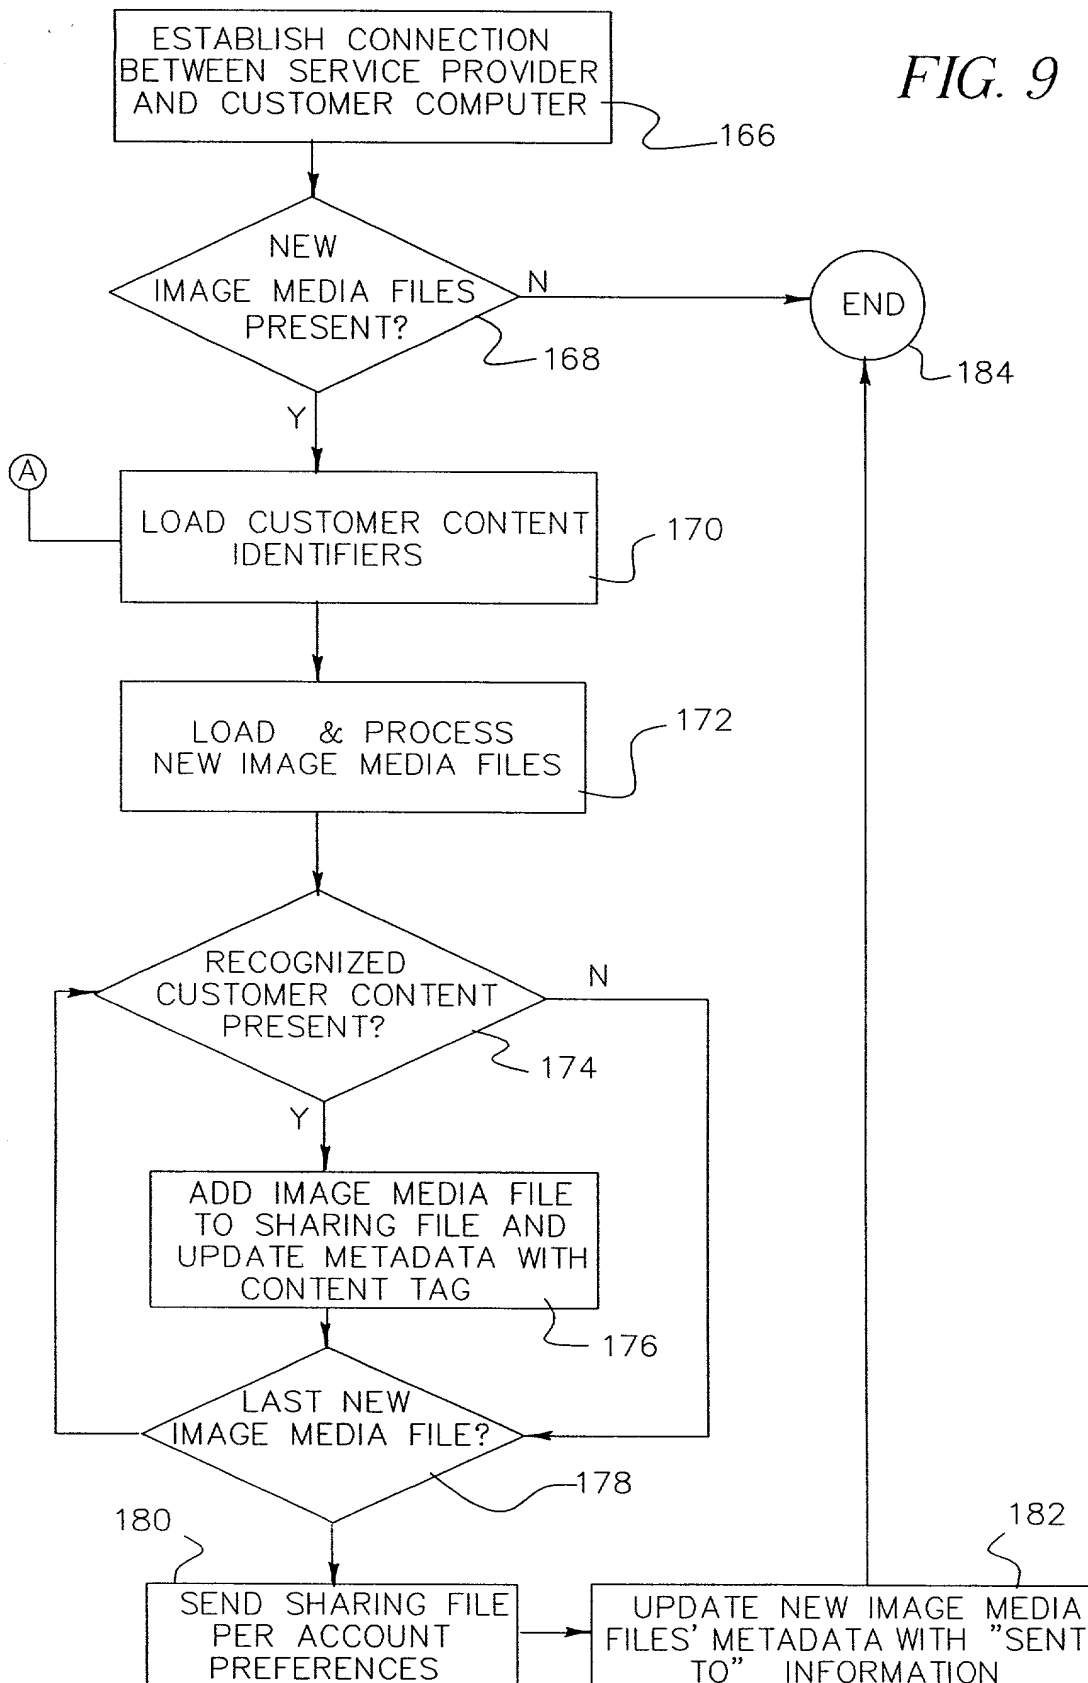 FIG. 9
ESTABLISH CONNECTION
BETWEEN SERVICE PROVIDER
AND CUSTOMER COMPUTER
166
NEW
IMAGE MEDIA FILES
PRESENT?
N
168
END
184
Y
A
LOAD CUSTOMER CONTENT
IDENTIFIERS
170
LOAD & PROCESS
NEW IMAGE MEDIA FILES
172
RECOGNIZED
CUSTOMER CONTENT
PRESENT?
N
174
Y
ADD IMAGE MEDIA FILE
TO SHARING FILE AND
UPDATE METADATA WITH
CONTENT TAG
176
LAST NEW
IMAGE MEDIA FILE?
178
180
SEND SHARING FILE
PER ACCOUNT
PREFERENCES
182
UPDATE NEW IMAGE MEDIA
FILES' METADATA WITH "SENT
TO" INFORMATION